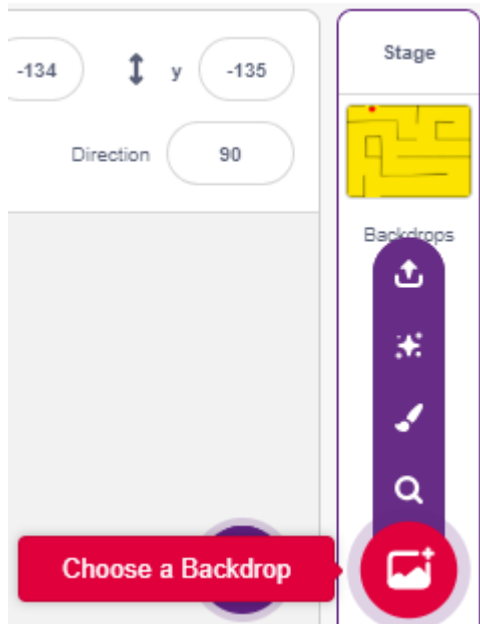 -134
y
-135
Stage
Direction
90
Backdrops
Choose a Backdrop